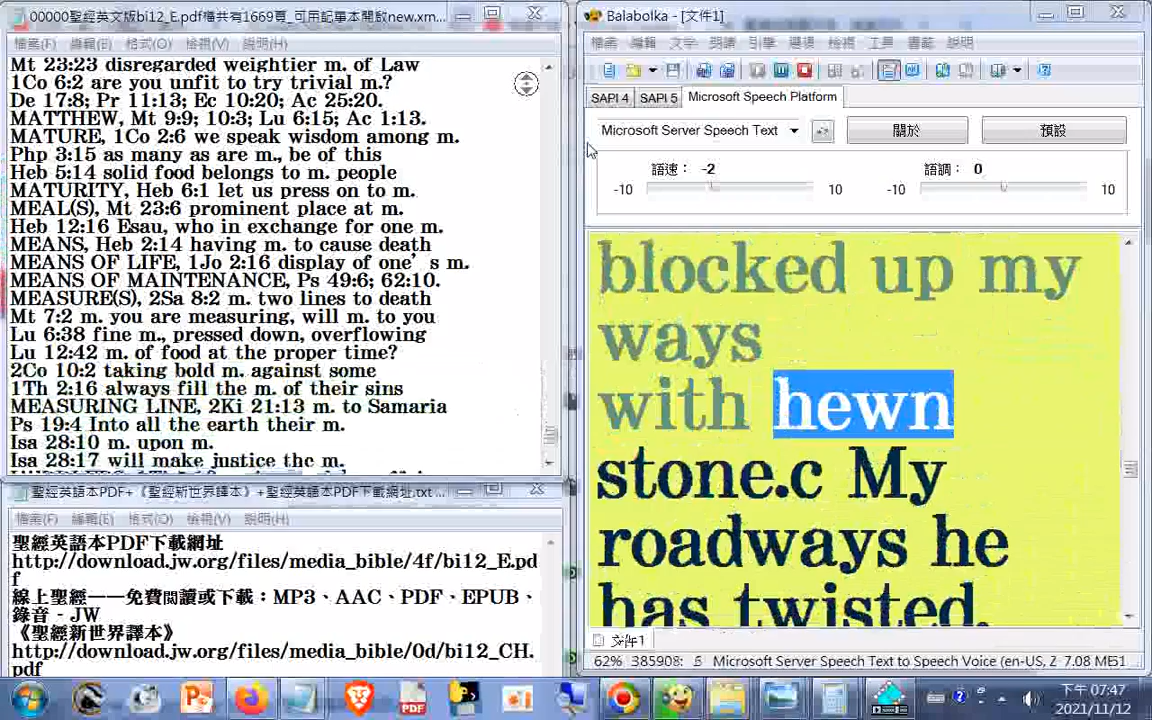 00000聖經英文版bi12_E.pdf檔共有1669頁_可用記事本開啟new.xm...
檔案(F) 編輯(E) 格式(O) 檢視(V) 說明(H)
Mt 23:23 disregarded weightier m. of Law
1Co 6:2 are you unfit to try trivial m.?
De 17:8; Pr 11:13; Ec 10:20; Ac 25:20.
MATTHEW, Mt 9:9; 10:3; Lu 6:15; Ac 1:13.
MATURE, 1Co 2:6 we speak wisdom among m.
Php 3:15 as many as are m., be of this
Heb 5:14 solid food belongs to m. people
MATURITY, Heb 6:1 let us press on to m.
MEAL(S), Mt 23:6 prominent place at m.
Heb 12:16 Esau, who in exchange for one m.
MEANS, Heb 2:14 having m. to cause death
MEANS OF LIFE, 1Jo 2:16 display of one's m.
MEANS OF MAINTENANCE, Ps 49:6; 62:10.
MEASURE(S), 2Sa 8:2 m. two lines to death
Mt 7:2 m. you are measuring, will m. to you
Lu 6:38 fine m., pressed down, overflowing
Lu 12:42 m. of food at the proper time?
2Co 10:2 taking bold m. against some
1Th 2:16 always fill the m. of their sins
MEASURING LINE, 2Ki 21:13 m. to Samaria
Ps 19:4 Into all the earth their m.
Isa 28:10 m. upon m.
Isa 28:17 will make justice the m.
聖經英語本PDF+《聖經新世界譯本》+聖經英語本PDF下載網址.txt ...
檔案(F) 編輯(E) 格式(O) 檢視(V) 說明(H)
聖經英語本PDF下載網址
http://download.jw.org/files/media_bible/4f/bi12_E.pd
f
線上聖經——免費閱讀或下載：MP3、AAC、PDF、EPUB、
錄音 - JW
《聖經新世界譯本》
http://download.jw.org/files/media_bible/0d/bi12_CH.
pdf
Balabolka - [文件1]
檔案 編輯 文字 朗讀 引擎 選項 檢視 工具 書籤 說明
SAPI 4 SAPI 5 Microsoft Speech Platform
Microsoft Server Speech Text 關於 預設
語速： -2 語調： 0
-10 10 -10 10
blocked up my
ways
with hewn
stone.c My
roadways he
has twisted.
文件1
62% 385908: 5 Microsoft Server Speech Text to Speech Voice (en-US, Z 7.08 MB
下午 07:47
2021/11/12